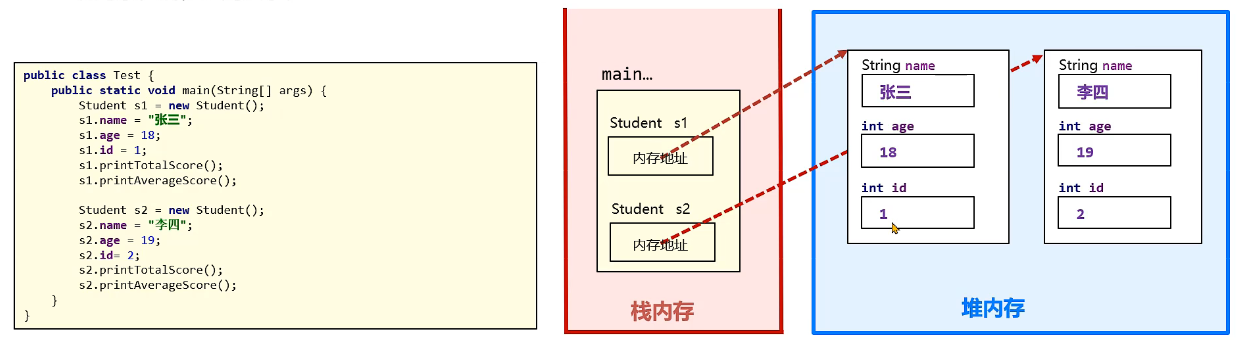 public class Test {
    public static void main(String[] args) {
        Student s1 = new Student();
        s1.name = "张三";
        s1.age = 18;
        s1.id = 1;
        s1.printTotalScore();
        s1.printAverageScore();

        Student s2 = new Student();
        s2.name = "李四";
        s2.age = 19;
        s2.id= 2;
        s2.printTotalScore();
        s2.printAverageScore();
    }
}
main…
Student s1
内存地址
Student s2
内存地址
栈内存
String name
张三
int age
18
int id
1
String name
李四
int age
19
int id
2
堆内存